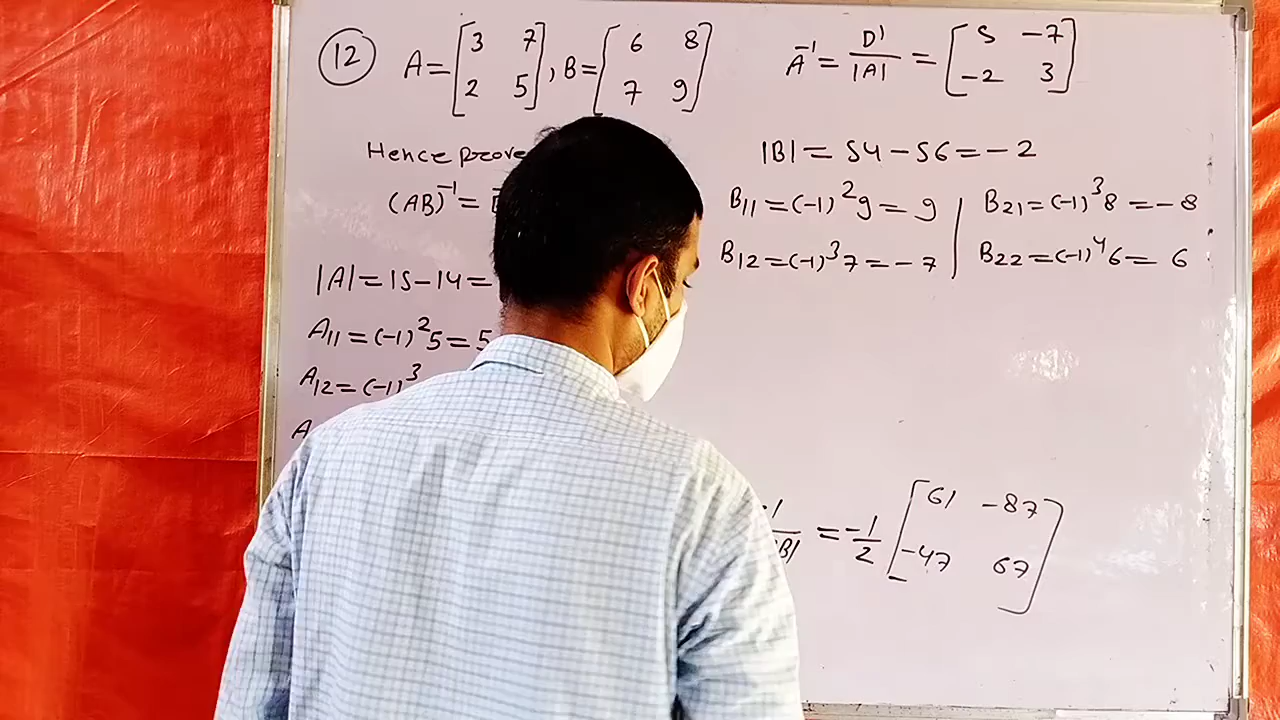 12 A = [3 7 2 5], B = [6 8 7 9]
Hence prove
(AB)⁻¹ =
|A| = 15 - 14 =
A11 = (-1)²5 = 5
A12 = (-1)³
A
A⁻¹ = D'/|A| = [5 -7 -2 3]
|B| = 54 - 56 = -2
B11 = (-1)²9 = 9 | B21 = (-1)³8 = -8
B12 = (-1)³7 = -7 | B22 = (-1)⁴6 = 6
B| = -1/2 [61 -87 -47 67]